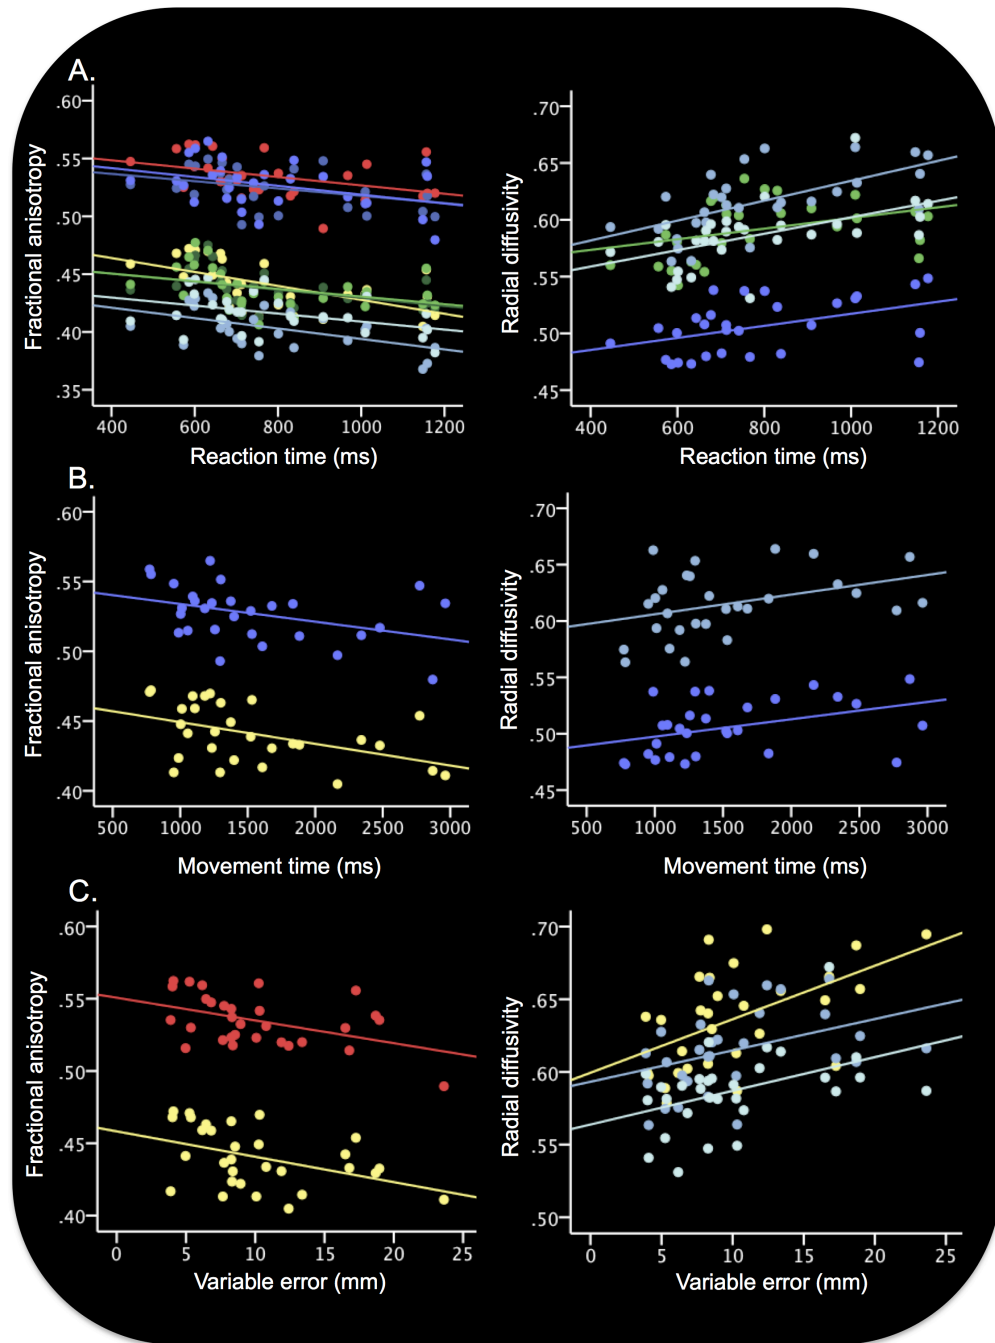 A.
Fractional anisotropy
.60
.55
.50
.45
.40
.35
400 600 800 1000 1200
Reaction time (ms)
Radial diffusivity
.70
.65
.60
.55
.50
.45
400 600 800 1000 1200
Reaction time (ms)
B.
Fractional anisotropy
.60
.55
.50
.45
.40
500 1000 1500 2000 2500 3000
Movement time (ms)
Radial diffusivity
.70
.65
.60
.55
.50
.45
500 1000 1500 2000 2500 3000
Movement time (ms)
C.
Fractional anisotropy
.60
.55
.50
.45
.40
0 5 10 15 20 25
Variable error (mm)
Radial diffusivity
.70
.65
.60
.55
.50
0 5 10 15 20 25
Variable error (mm)